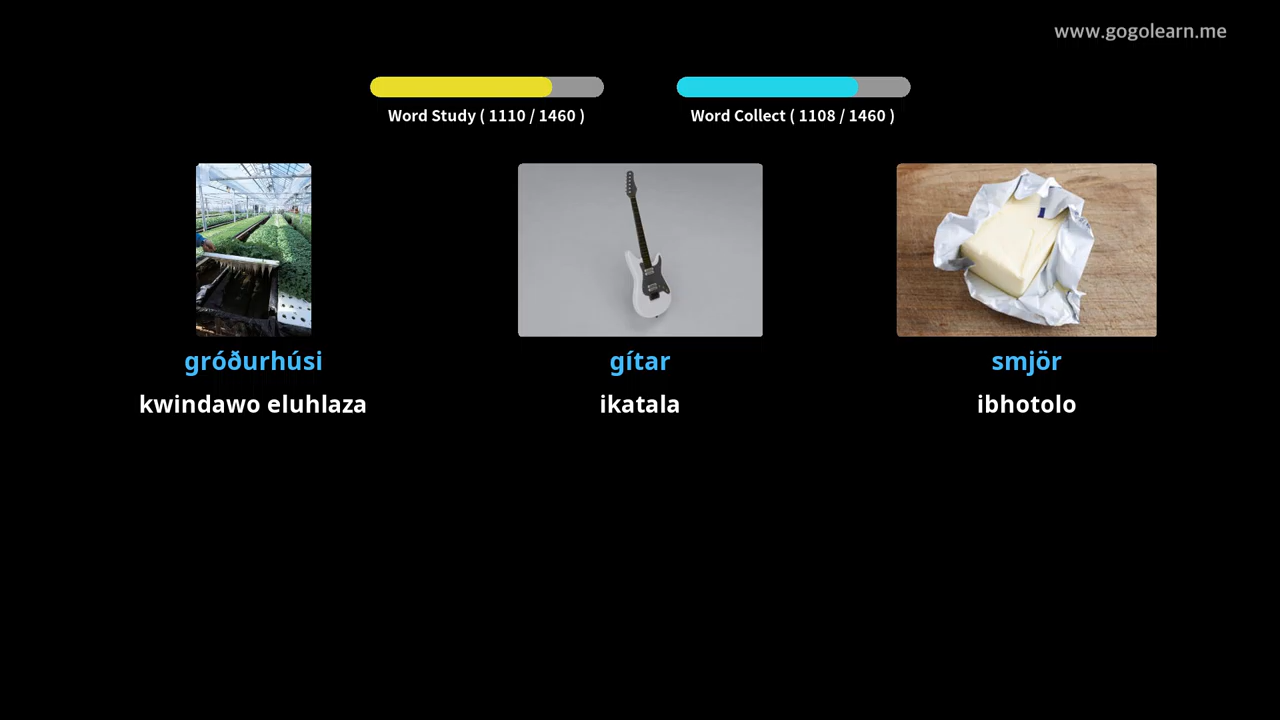 www.gogolearn.me
Word Study ( 1110 / 1460 )
Word Collect ( 1108 / 1460 )
gróðurhúsi
gítar
smjör
kwindawo eluhlaza
ikatala
ibhotolo